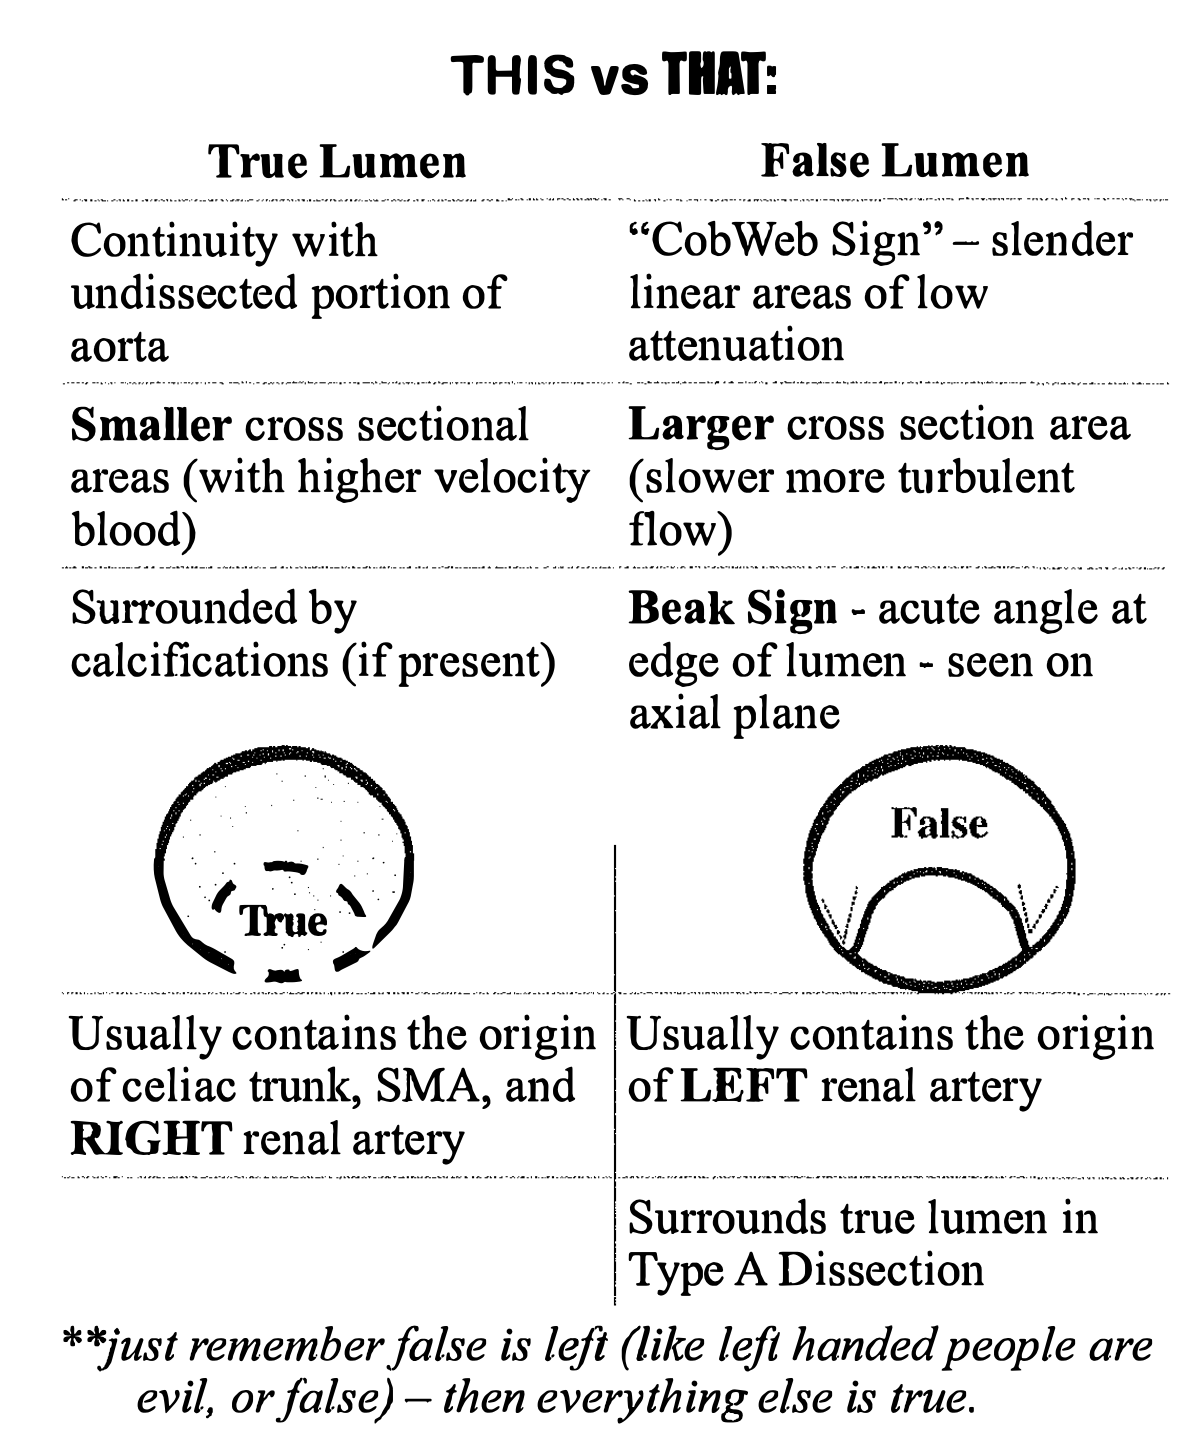 THIS vs THAT:
True Lumen
False Lumen
Continuity with
undissected portion of
aorta
“CobWeb Sign” – slender
linear areas of low
attenuation
Smaller cross sectional
areas (with higher velocity
blood)
Larger cross section area
(slower more turbulent
flow)
Surrounded by
calcifications (if present)
Beak Sign - acute angle at
edge of lumen - seen on
axial plane
True
False
Usually contains the origin
of celiac trunk, SMA, and
RIGHT renal artery
Usually contains the origin
of LEFT renal artery
Surrounds true lumen in
Type A Dissection
**just remember false is left (like left handed people are
evil, or false) – then everything else is true.